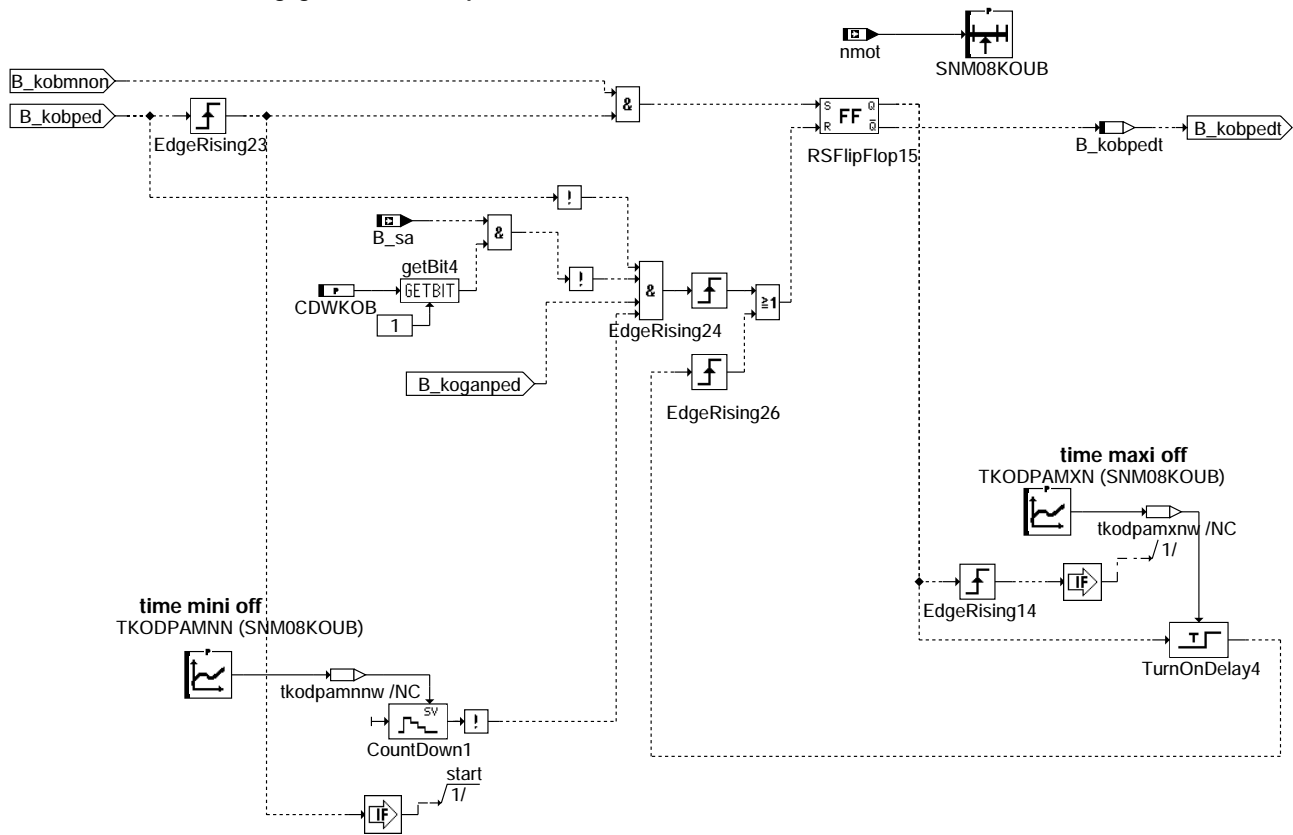 P
nmot
SNM08KOUB
B_kobmnon
B_kobped
EdgeRising23
&
S Q
FF
R Q
RSFlipFlop15
B_kobpedt
B_kobpedt
!
B_sa
&
getBit4
GETBIT
P
CDWKOB
1
!
&
EdgeRising24
≥1
B_koganped
EdgeRising26
time maxi off
TKODPAMXN (SNM08KOUB)
P
tkodpamxnw /NC
1/
IF
EdgeRising14
T
TurnOnDelay4
time mini off
TKODPAMNN (SNM08KOUB)
P
tkodpamnnw /NC
SV
!
CountDown1
start
1/
IF